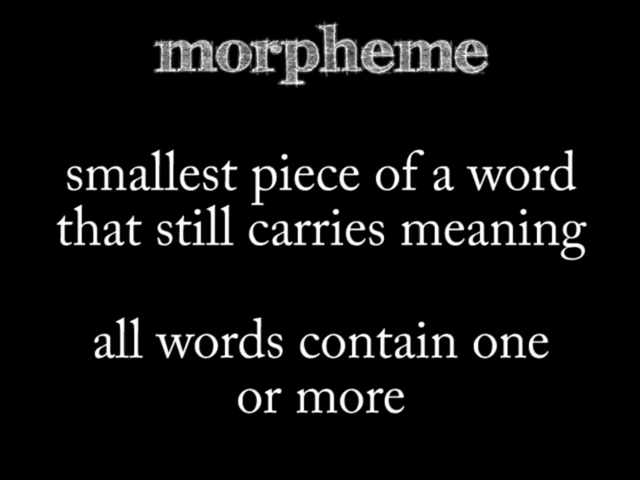 morpheme
smallest piece of a word
that still carries meaning
all words contain one
or more